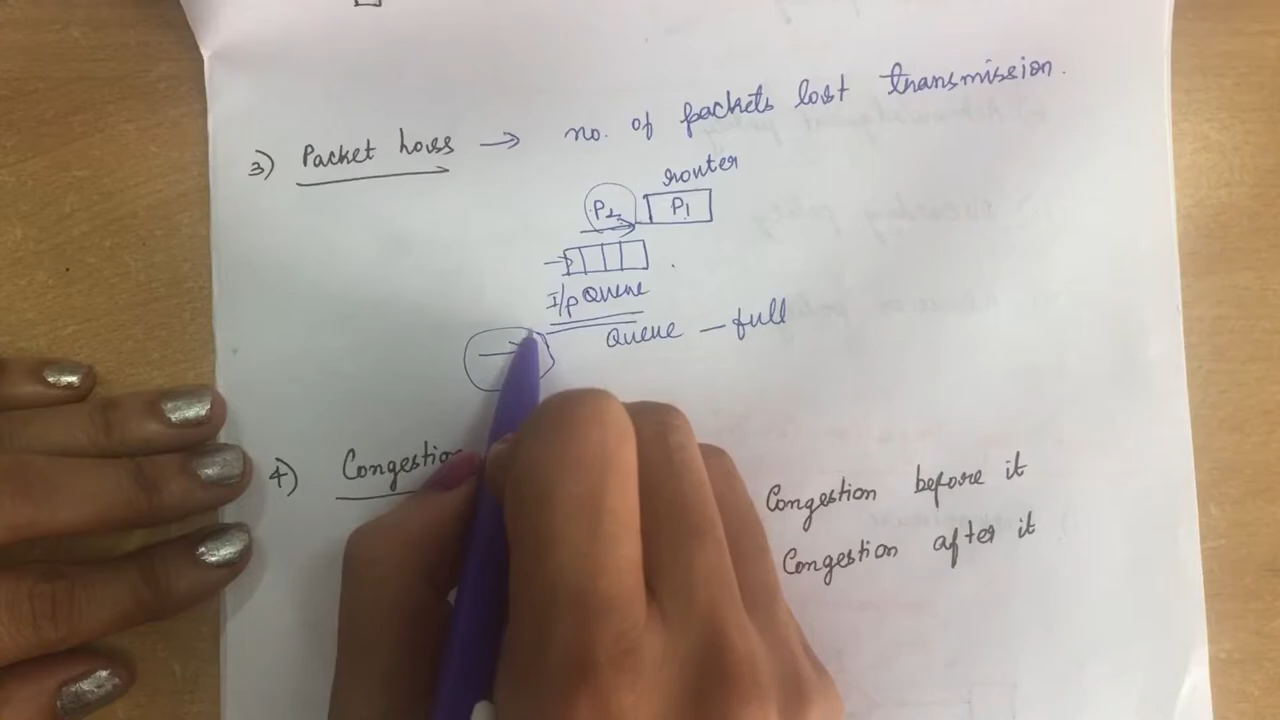 3) Packet Loss → no. of packets lost transmission.
router
P2 P1
I/p Queue
Queue - full
4) Congestion
Congestion before it
Congestion after it